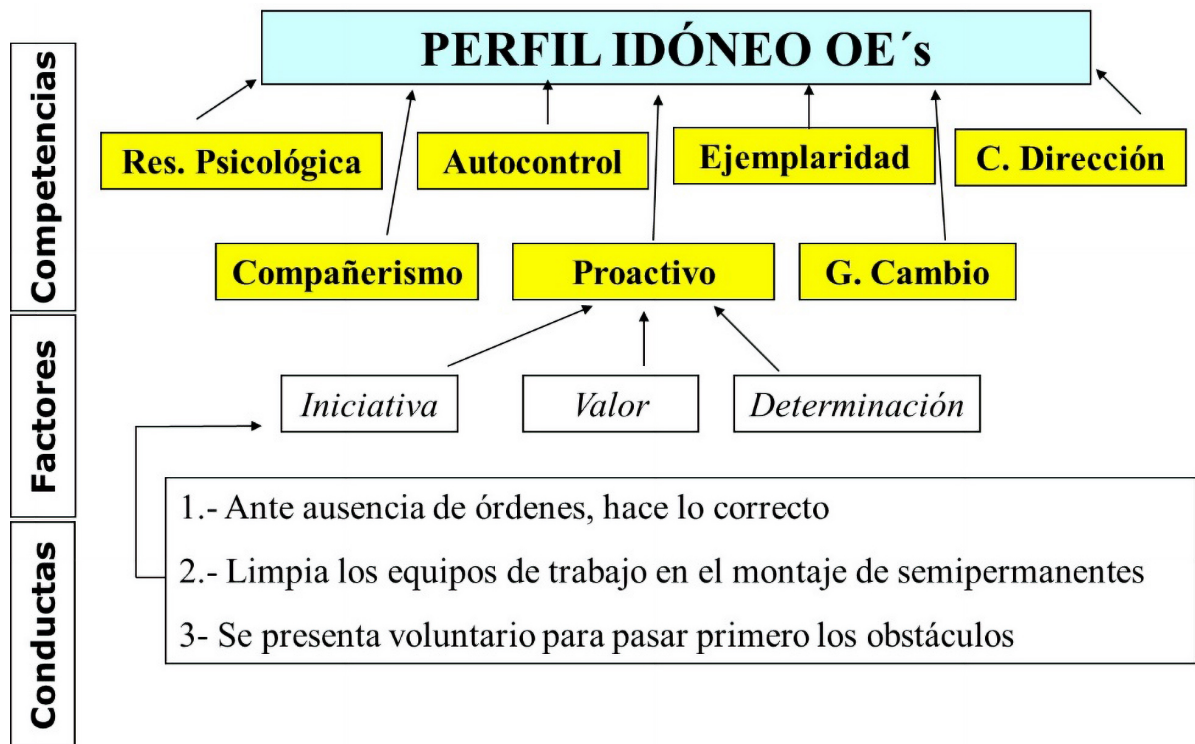 PERFIL IDÓNEO OE´s
Competencias
Res. Psicológica
Autocontrol
Ejemplaridad
C. Dirección
Compañerismo
Proactivo
G. Cambio
Factores
Iniciativa
Valor
Determinación
Conductas
1.- Ante ausencia de órdenes, hace lo correcto
2.- Limpia los equipos de trabajo en el montaje de semipermanentes
3- Se presenta voluntario para pasar primero los obstáculos